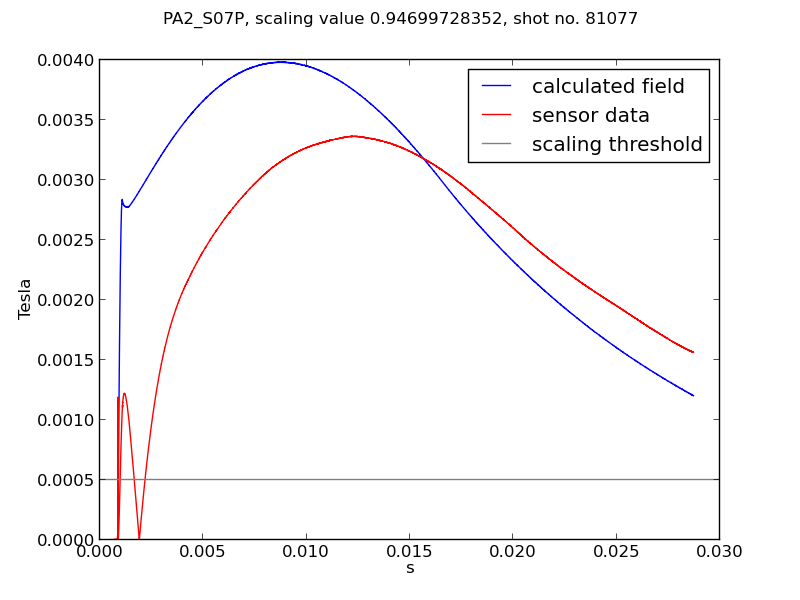 PA2_S07P, scaling value 0.94699728352, shot no. 81077
calculated field
sensor data
scaling threshold
Tesla
0.0040
0.0035
0.0030
0.0025
0.0020
0.0015
0.0010
0.0005
0.0000
0.000 0.005 0.010 0.015 0.020 0.025 0.030
s